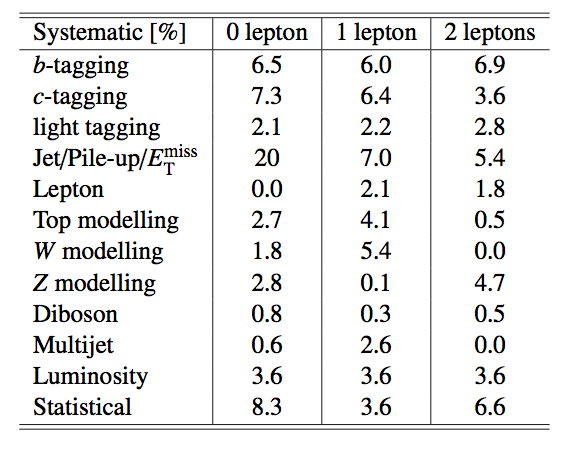 Systematic [%] 0 lepton 1 lepton 2 leptons
b-tagging 6.5 6.0 6.9
c-tagging 7.3 6.4 3.6
light tagging 2.1 2.2 2.8
Jet/Pile-up/E_T^miss 20 7.0 5.4
Lepton 0.0 2.1 1.8
Top modelling 2.7 4.1 0.5
W modelling 1.8 5.4 0.0
Z modelling 2.8 0.1 4.7
Diboson 0.8 0.3 0.5
Multijet 0.6 2.6 0.0
Luminosity 3.6 3.6 3.6
Statistical 8.3 3.6 6.6